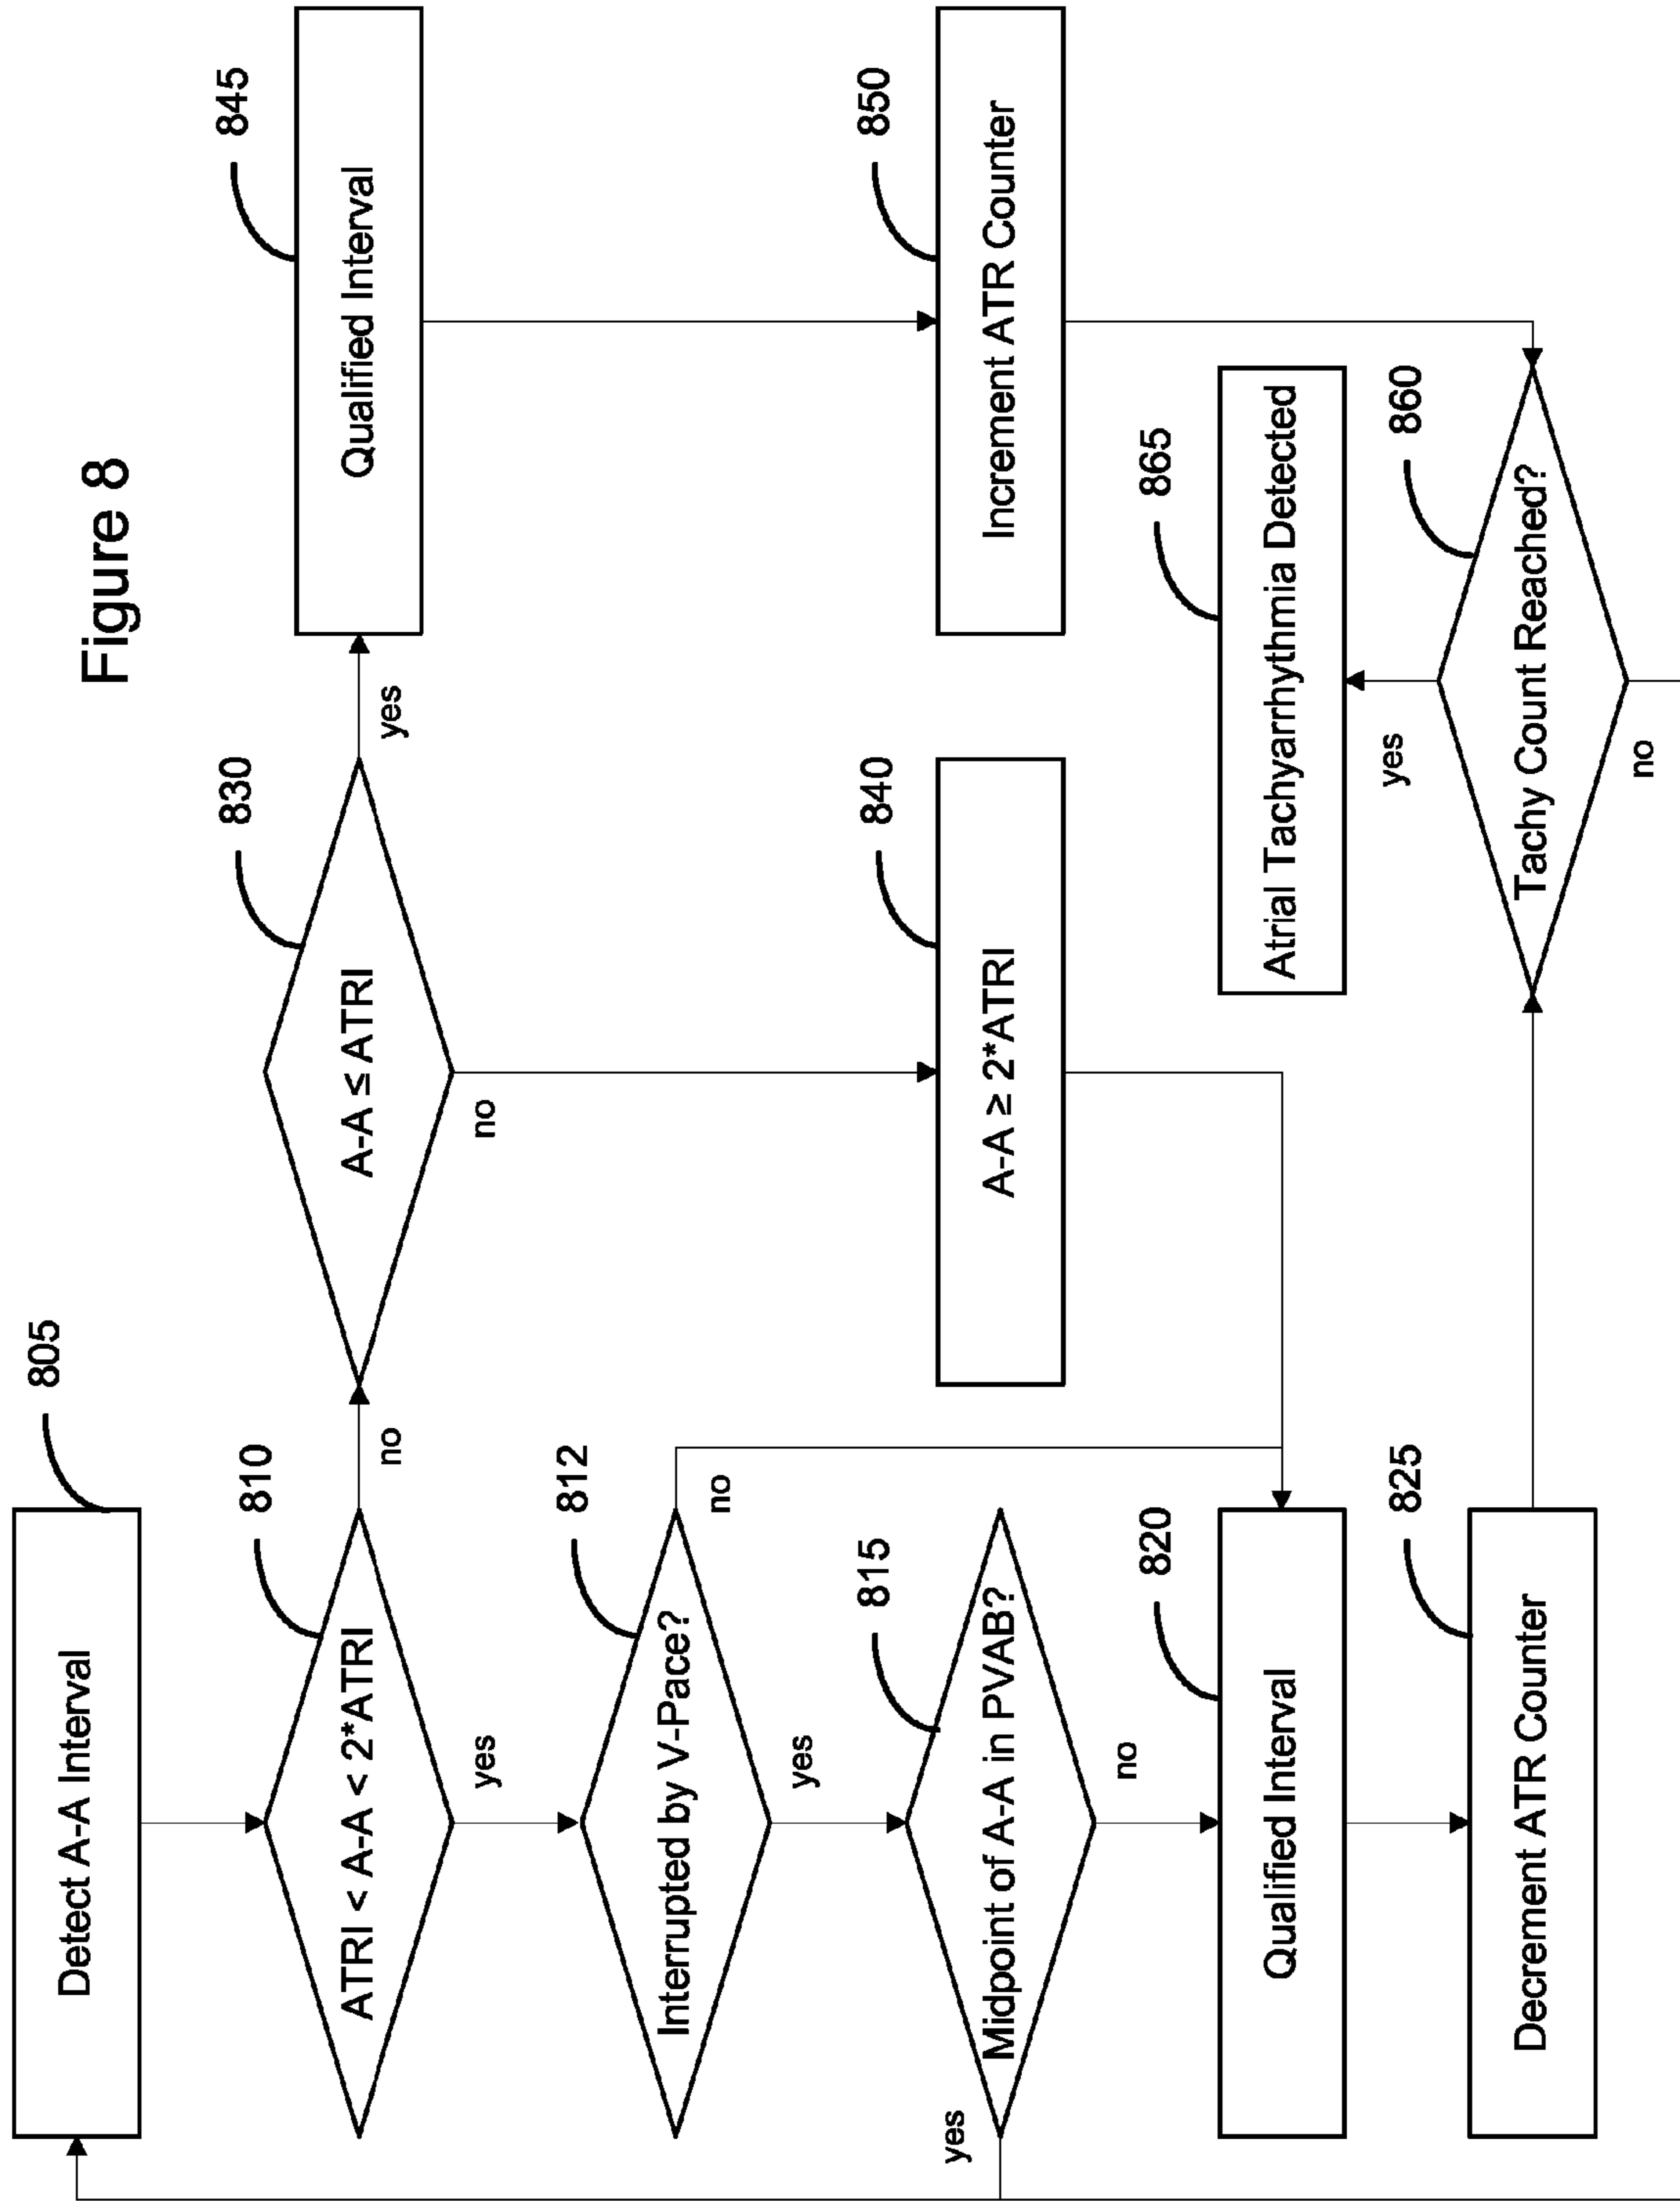 Figure 8
Detect A-A Interval
805
ATRI < A-A < 2*ATRI
810
no
yes
A-A ≤ ATRI
830
yes
no
Qualified Interval
845
Interrupted by V-Pace?
812
no
yes
Midpoint of A-A in PVAB?
815
yes
no
A-A ≥ 2*ATRI
840
Increment ATR Counter
850
Qualified Interval
820
Atrial Tachyarrhythmia Detected
865
Decrement ATR Counter
825
Tachy Count Reached?
860
yes
no